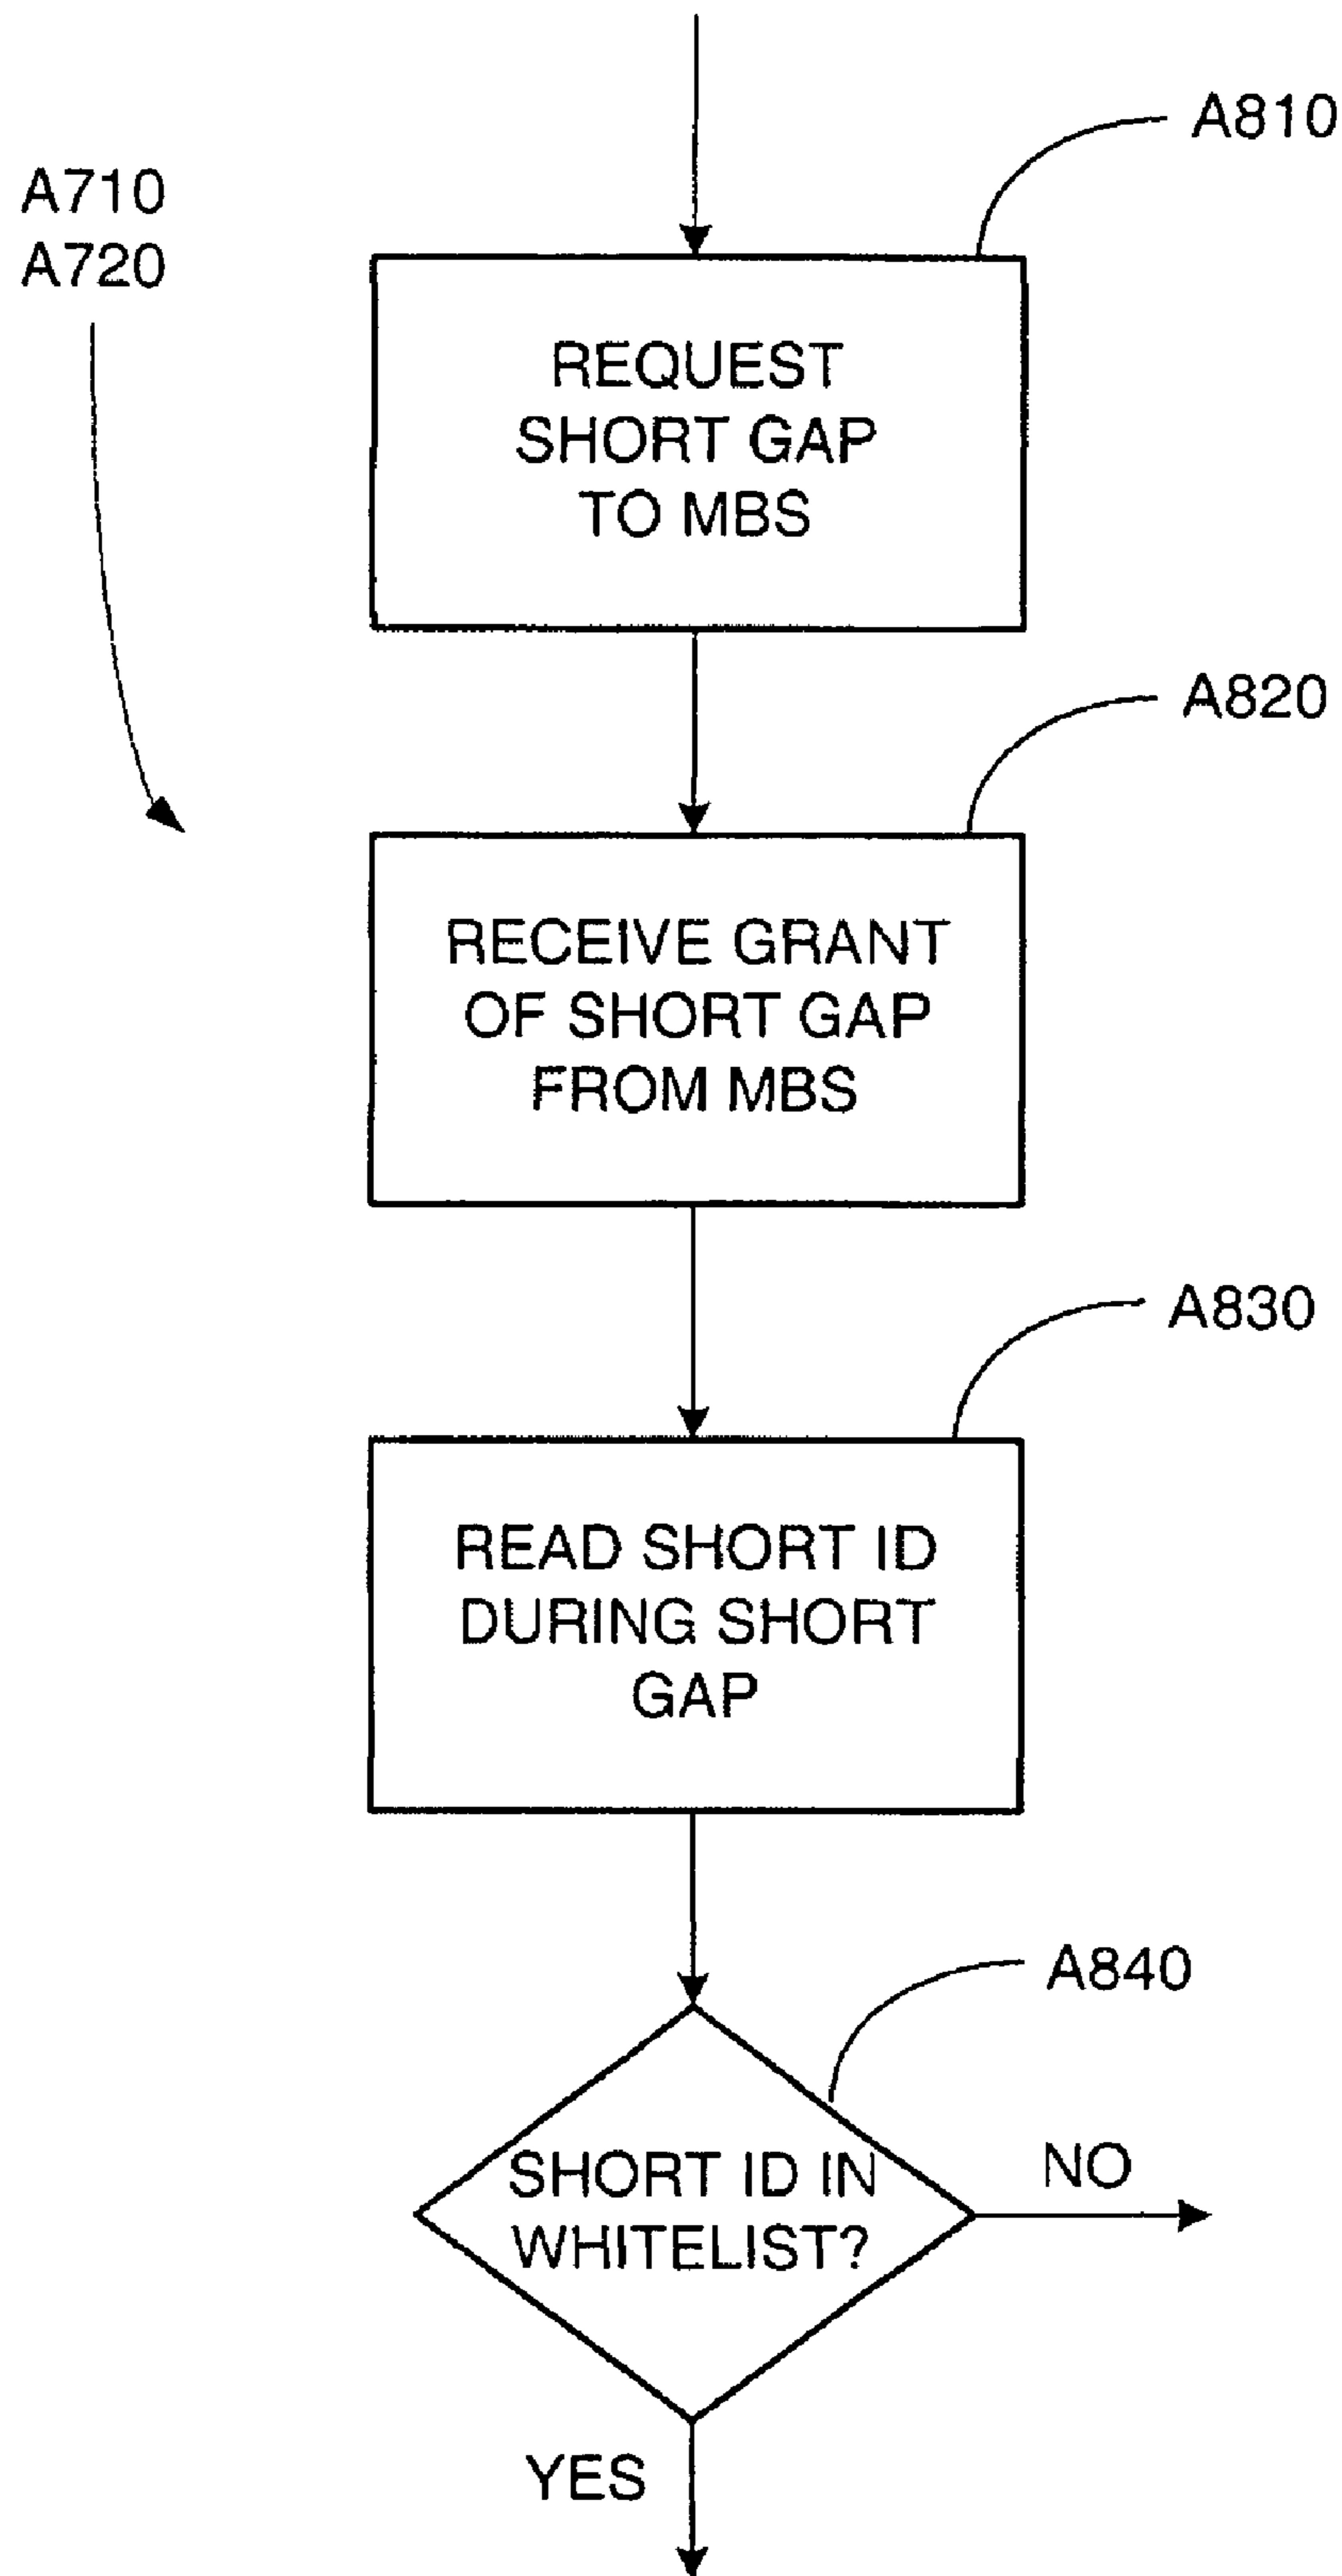 A810
A710
A720
REQUEST
SHORT GAP
TO MBS
A820
RECEIVE GRANT
OF SHORT GAP
FROM MBS
A830
READ SHORT ID
DURING SHORT
GAP
A840
SHORT ID IN
WHITELIST?
NO
YES